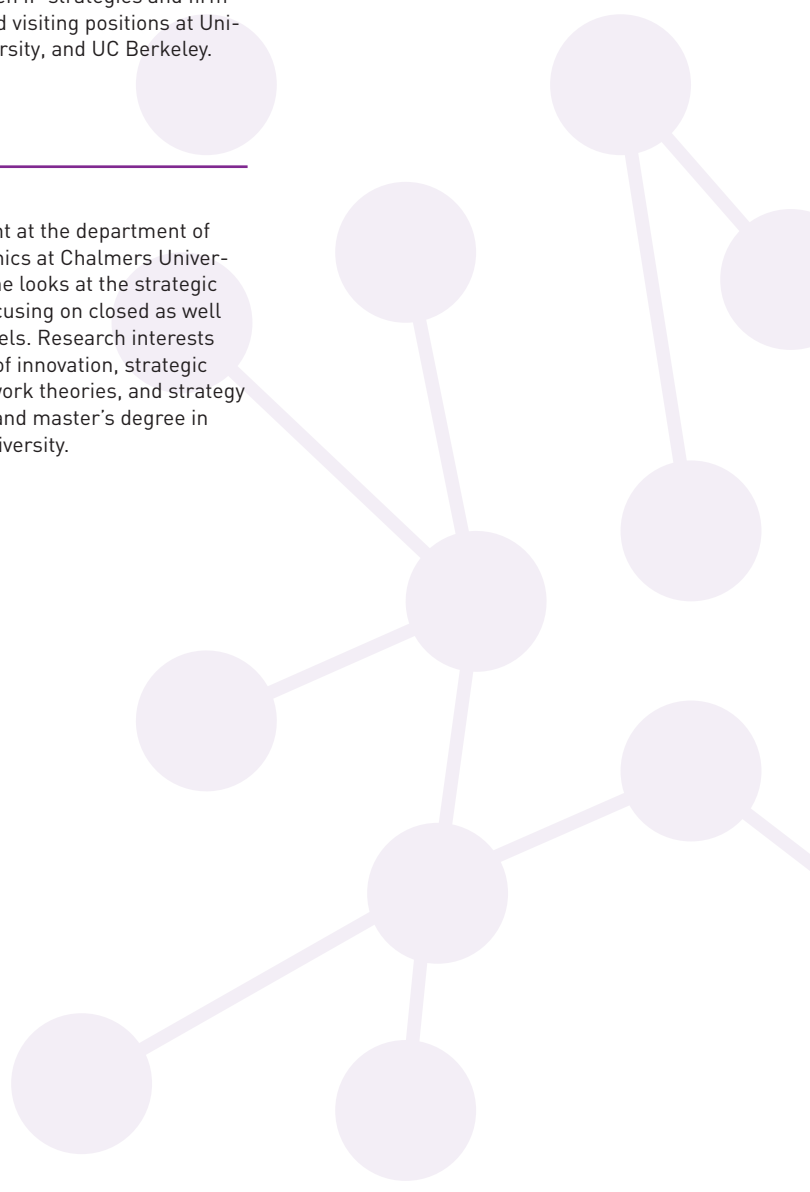 strategies and firm
d visiting positions at Uni-
rsity, and UC Berkeley.
nt at the department of
nics at Chalmers Univer-
ne looks at the strategic
cusing on closed as well
els. Research interests
of innovation, strategic
work theories, and strategy
and master's degree in
iversity.